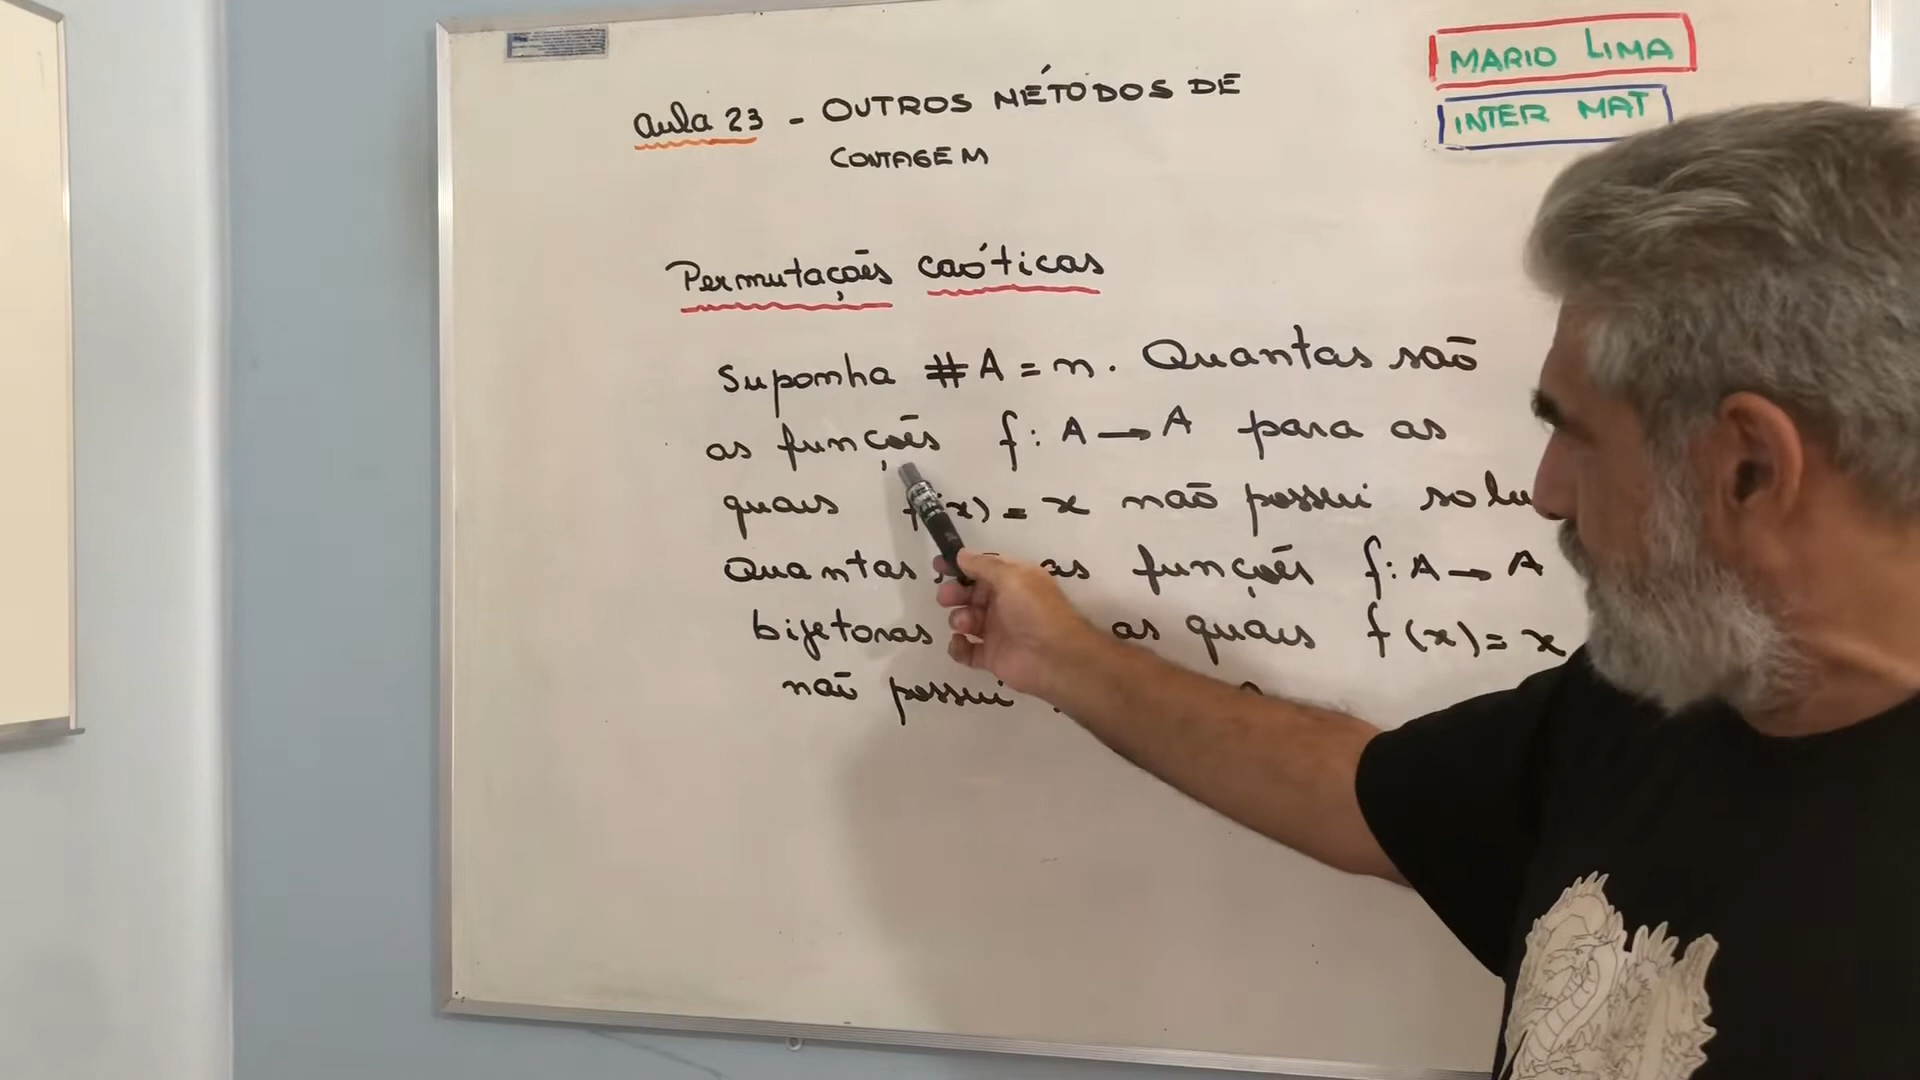 Aula 23 - OUTROS MÉTODOS DE
CONTAGEM
MARIO LIMA
INTER MAT
Permutações caóticas
Suponha #A = n. Quantas são
as funções f: A → A para as
quais f(x) = x não possui
Quantas as funções f: A → A
bijetoras as quais f(x) = x
não possui